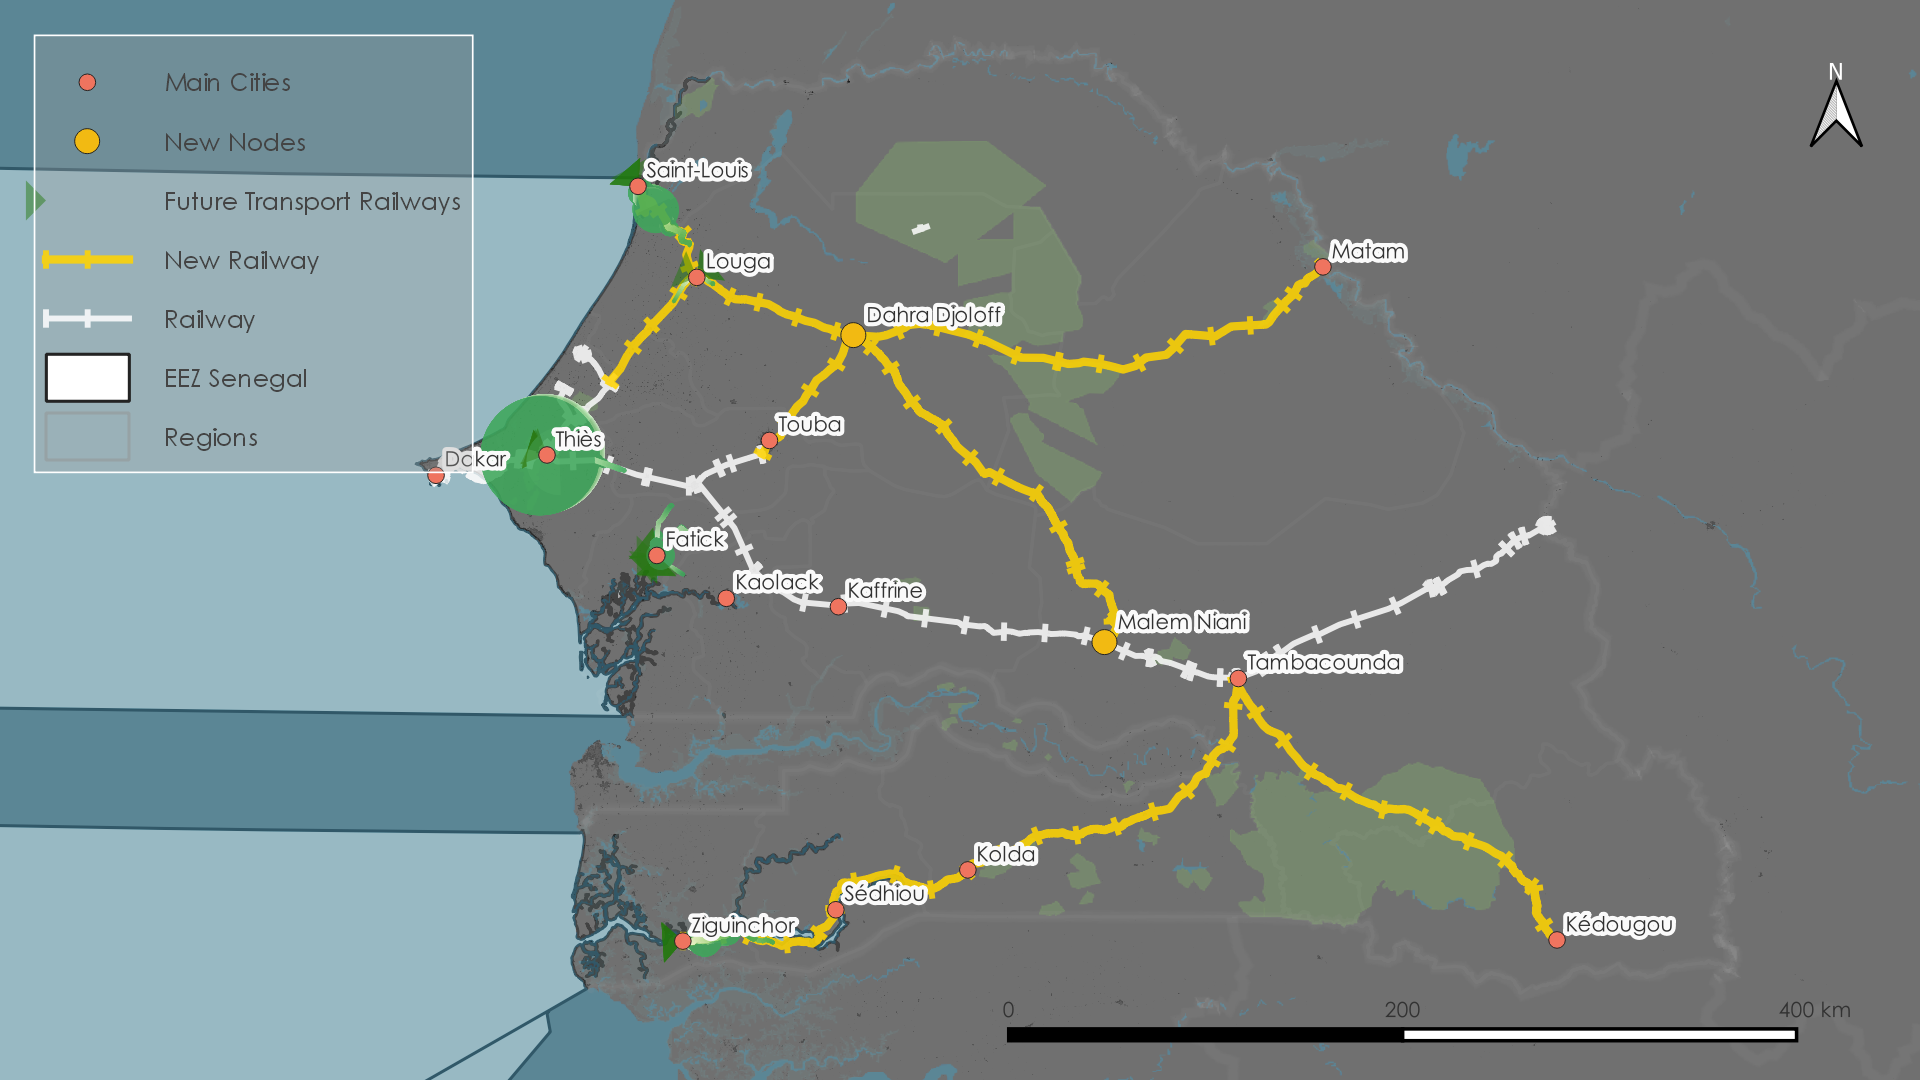 Main Cities
New Nodes
Future Transport Railways
New Railway
Railway
EEZ Senegal
Regions
N
Saint-Louis
Louga
Matam
Dahra Djoloff
Touba
Thiès
Dakar
Fatick
Kaolack
Kaffrine
Malem Niani
Tambacounda
Kolda
Sédhiou
Ziguinchor
Kédougou
0 200 400 km